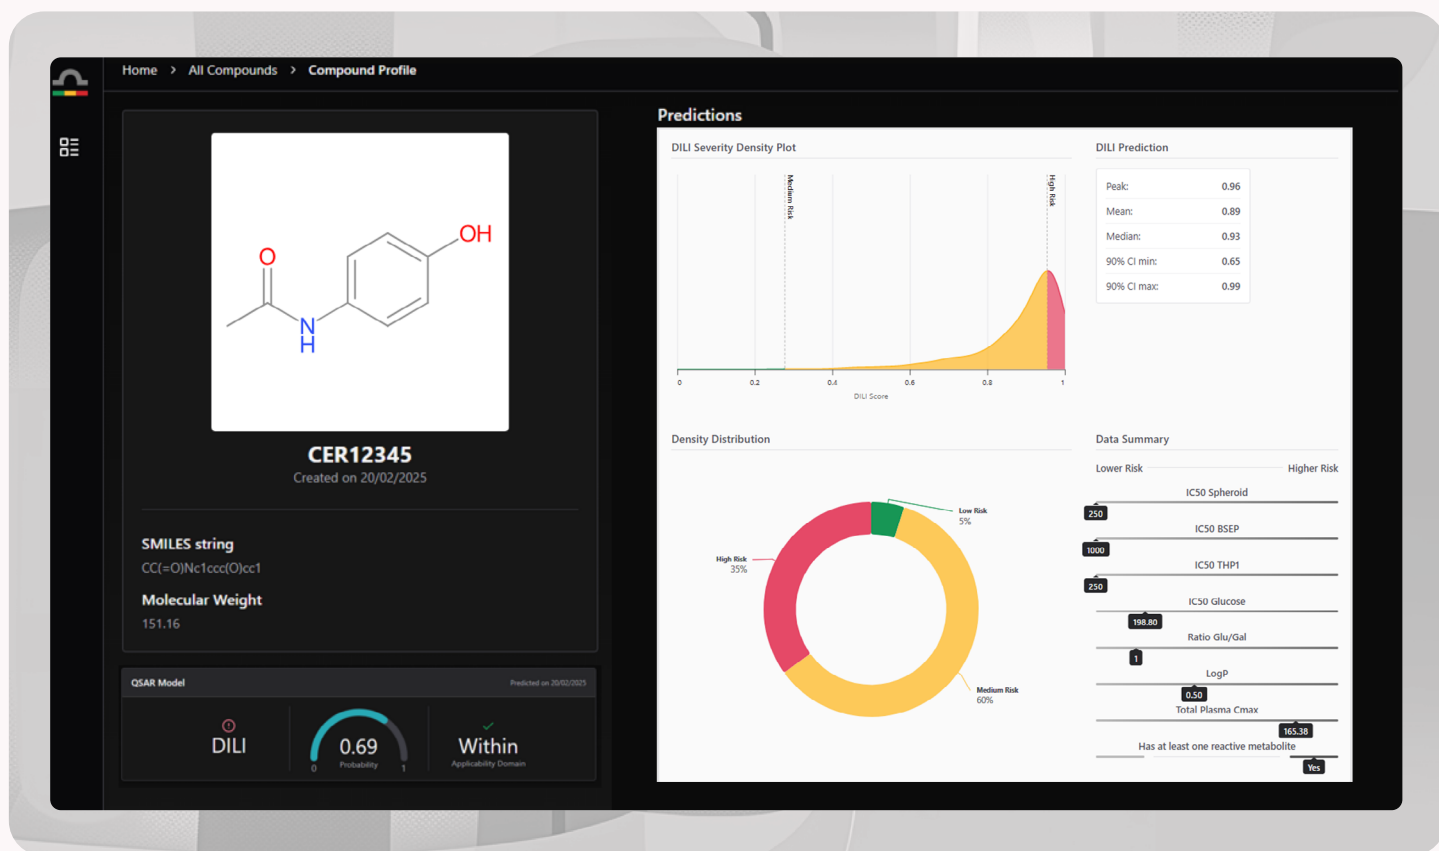 Home > All Compounds > Compound Profile
O
OH
N
H
CER12345
Created on 20/02/2025
SMILES string
CC(=O)Nc1ccc(O)cc1
Molecular Weight
151.16
QSAR Model
Predicted on 20/02/2025
DILI
0.69
Probability
0
1
Within
Applicability Domain
Predictions
DILI Severity Density Plot
Medium Risk
High Risk
0
0.2
0.4
0.6
0.8
1
DILI Score
DILI Prediction
Peak: 0.96
Mean: 0.89
Median: 0.93
90% CI min: 0.65
90% CI max: 0.99
Density Distribution
Low Risk
5%
High Risk
35%
Medium Risk
60%
Data Summary
Lower Risk
Higher Risk
IC50 Spheroid
250
IC50 BSEP
1000
IC50 THP1
250
IC50 Glucose
198.80
Ratio Glu/Gal
1
LogP
0.50
Total Plasma Cmax
165.38
Has at least one reactive metabolite
Yes